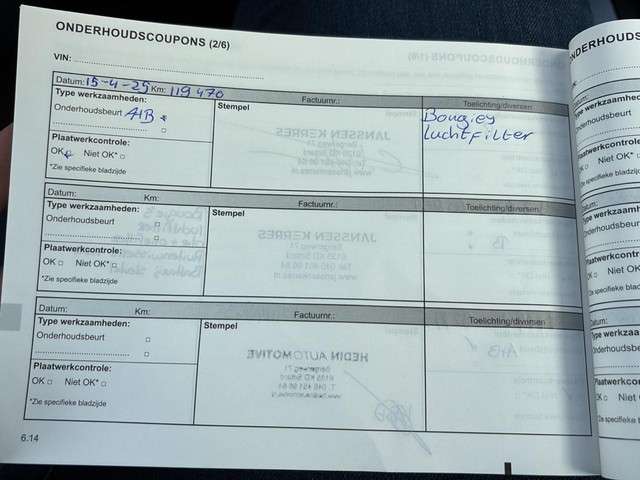 ONDERHOUDSCOUPONS (2/6)
VIN:
Datum: 15-4-25 Km: 119 470
Factuurnr.:
Type werkzaamheden:
Stempel
Toelichting/diversen
Onderhoudsbeurt A+B
Bougies
Luchtfilter
Plaatwerkcontrole:
OK Niet OK*
*Zie specifieke bladzijde
Datum: Km:
Factuurnr.:
Type werkzaamheden:
Stempel
Toelichting/diversen
Onderhoudsbeurt
Plaatwerkcontrole:
OK Niet OK*
*Zie specifieke bladzijde
Datum: Km:
Factuurnr.:
Type werkzaamheden:
Stempel
Toelichting/diversen
Onderhoudsbeurt
Plaatwerkcontrole:
OK Niet OK*
*Zie specifieke bladzijde
6.14